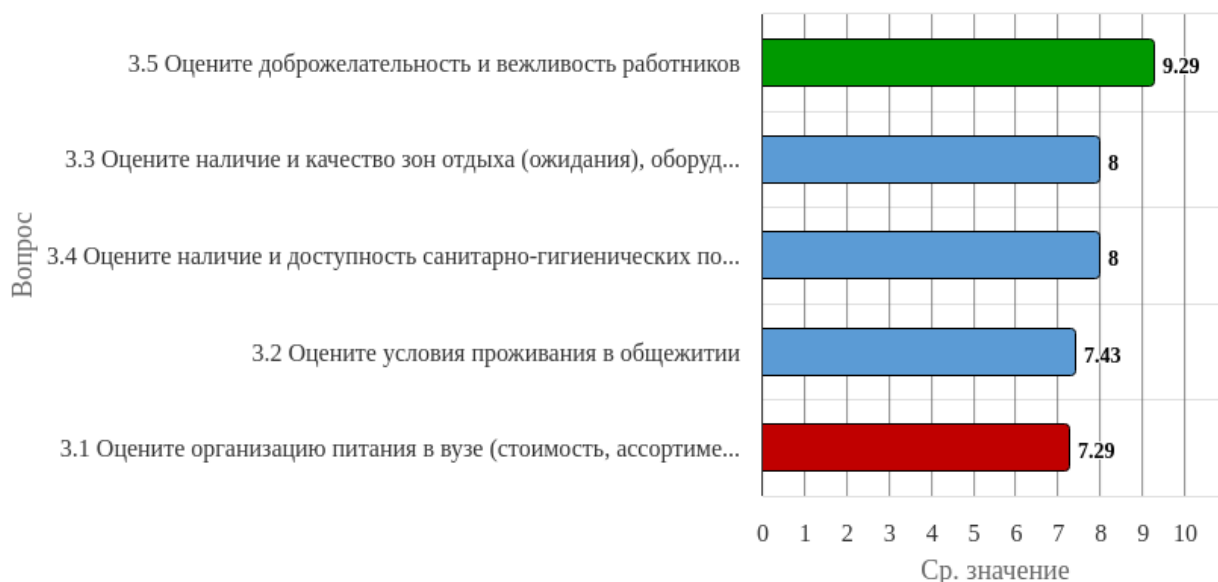 3.5 Оцените доброжелательность и вежливость работников
9.29
3.3 Оцените наличие и качество зон отдыха (ожидания), оборуд...
8
3.4 Оцените наличие и доступность санитарно-гигиенических по...
8
3.2 Оцените условия проживания в общежитии
7.43
3.1 Оцените организацию питания в вузе (стоимость, ассортиме...
7.29
Вопрос
0 1 2 3 4 5 6 7 8 9 10
Ср. значение